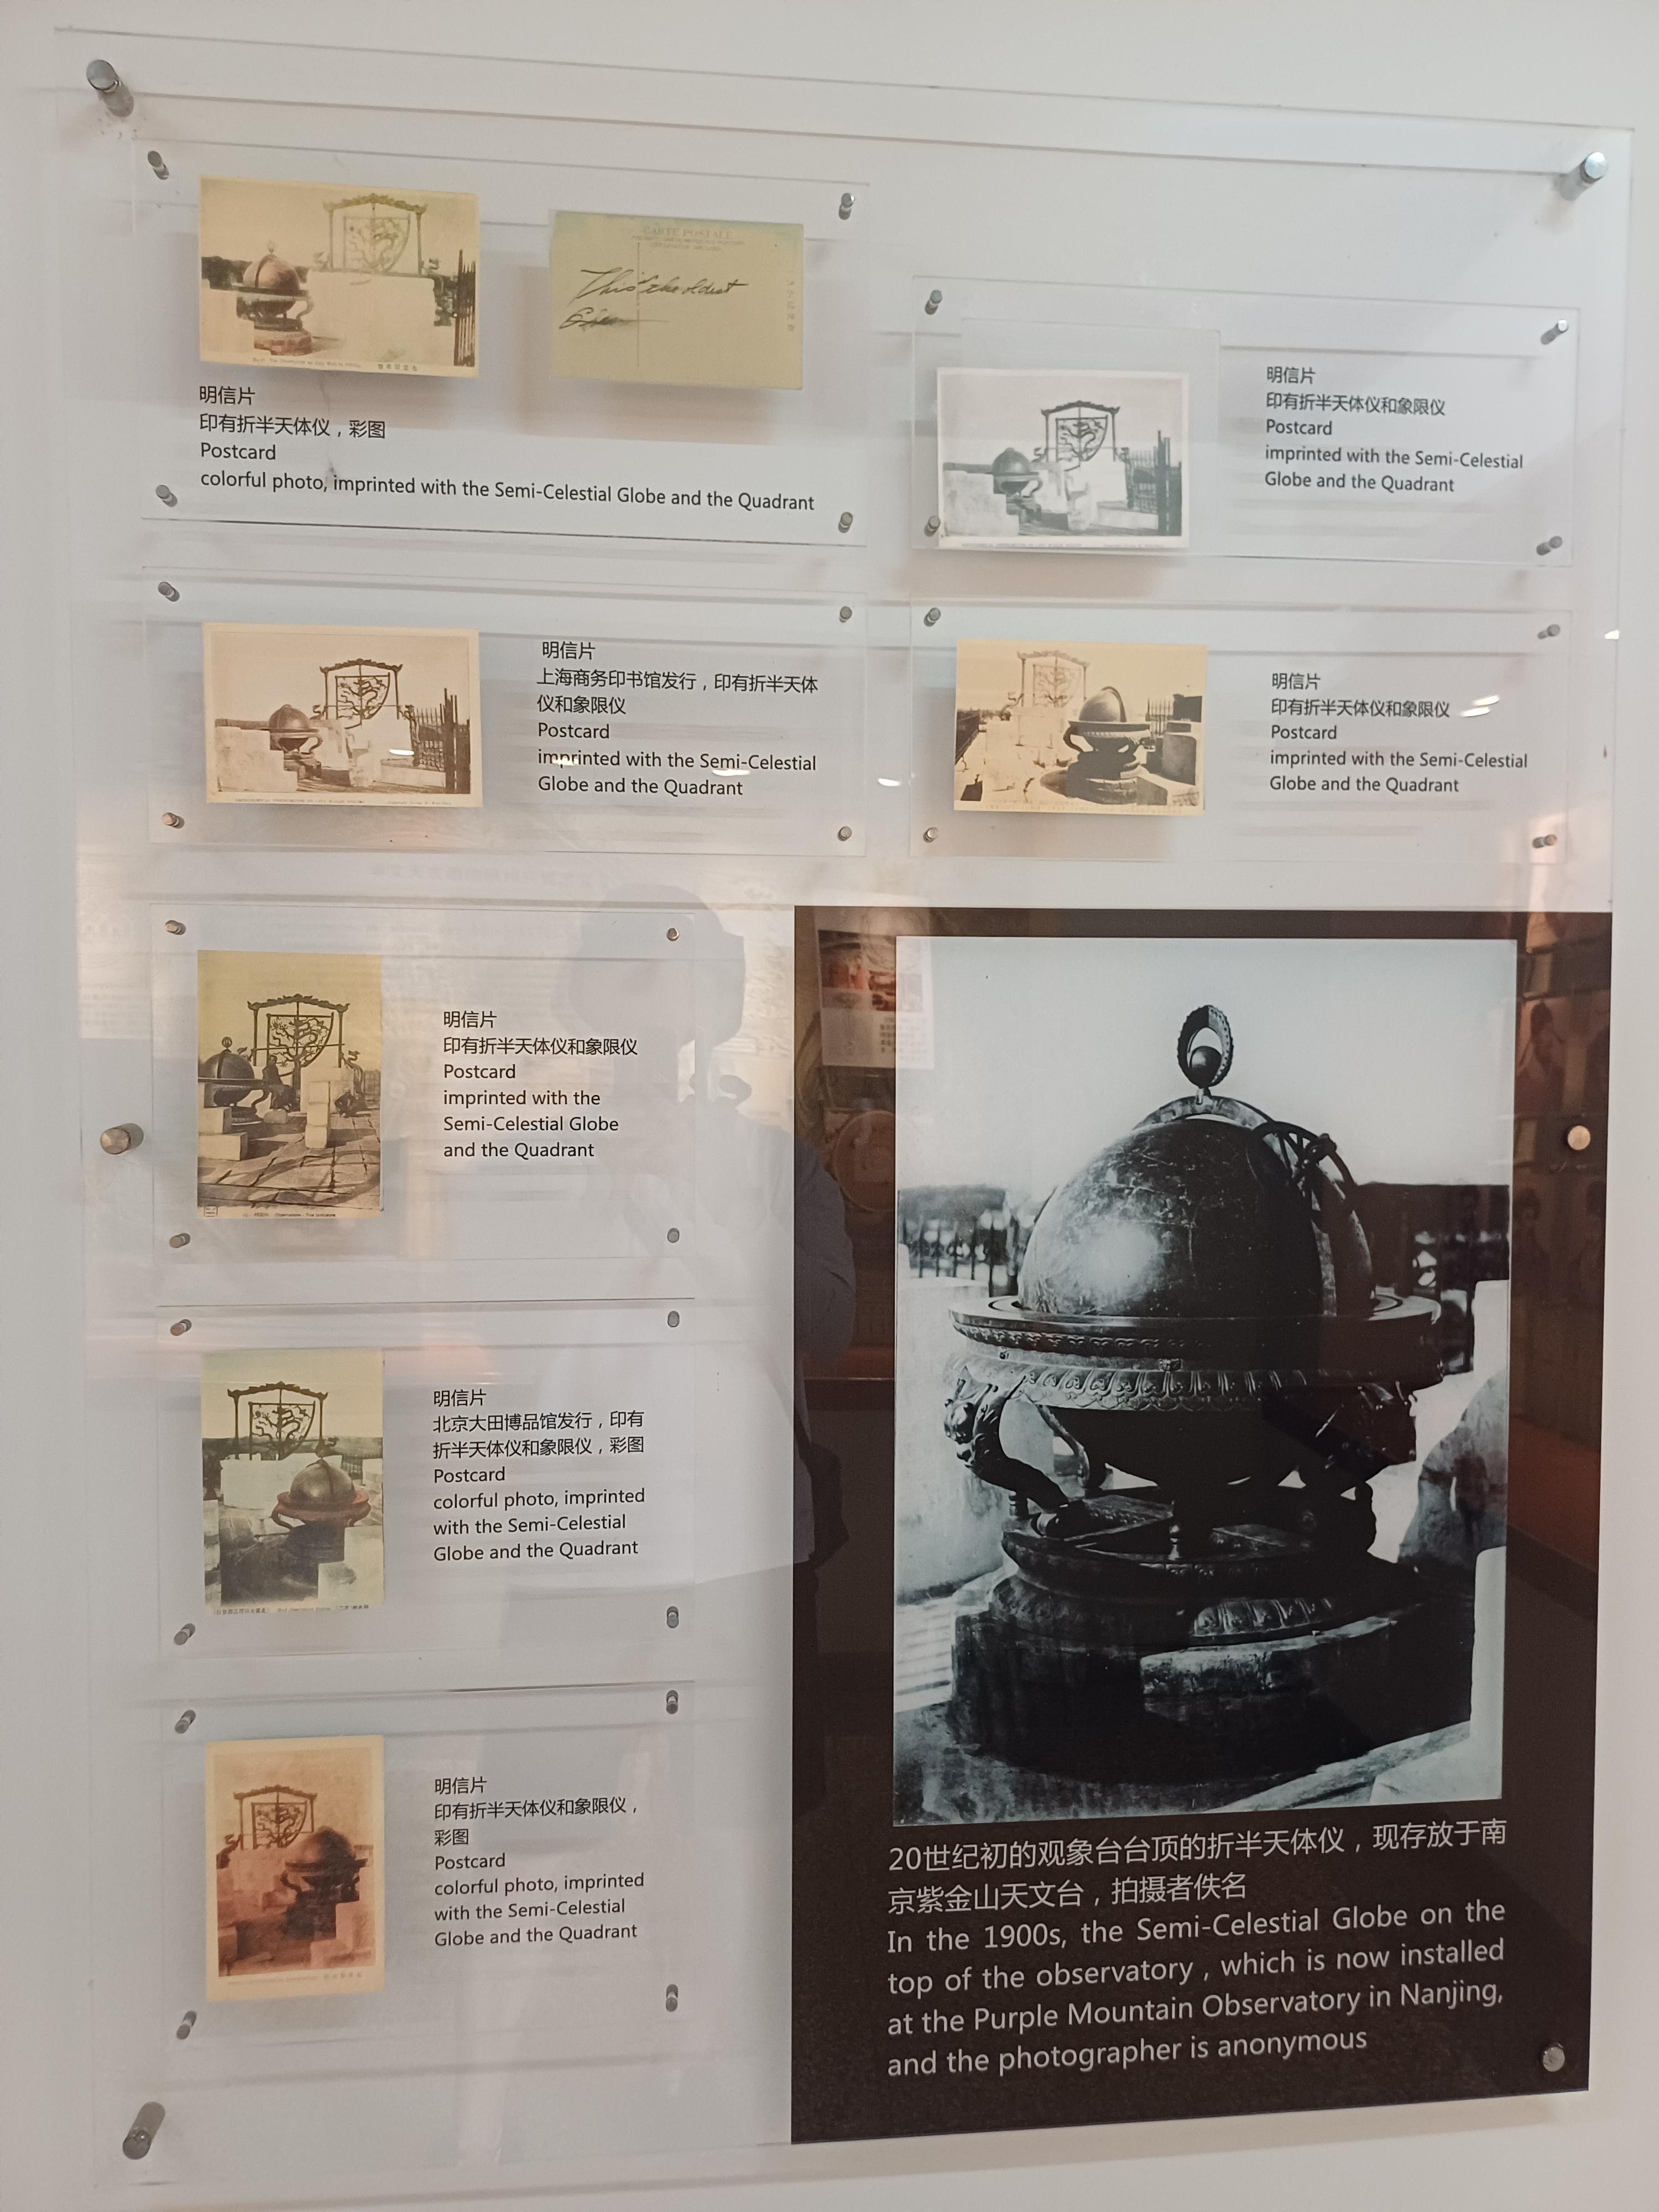 CARTE POSTALE
This the oldest
明信片
印有折半天体仪，彩图
Postcard
colorful photo, imprinted with the Semi-Celestial Globe and the Quadrant
明信片
印有折半天体仪和象限仪
Postcard
imprinted with the Semi-Celestial
Globe and the Quadrant
明信片
上海商务印书馆发行，印有折半天体
仪和象限仪
Postcard
imprinted with the Semi-Celestial
Globe and the Quadrant
明信片
印有折半天体仪和象限仪
Postcard
imprinted with the Semi-Celestial
Globe and the Quadrant
明信片
印有折半天体仪和象限仪
Postcard
imprinted with the
Semi-Celestial Globe
and the Quadrant
明信片
北京大田博品馆发行，印有
折半天体仪和象限仪，彩图
Postcard
colorful photo, imprinted
with the Semi-Celestial
Globe and the Quadrant
明信片
印有折半天体仪和象限仪，
彩图
Postcard
colorful photo, imprinted
with the Semi-Celestial
Globe and the Quadrant
20世纪初的观象台台顶的折半天体仪，现存放于南
京紫金山天文台，拍摄者佚名
In the 1900s, the Semi-Celestial Globe on the
top of the observatory , which is now installed
at the Purple Mountain Observatory in Nanjing,
and the photographer is anonymous